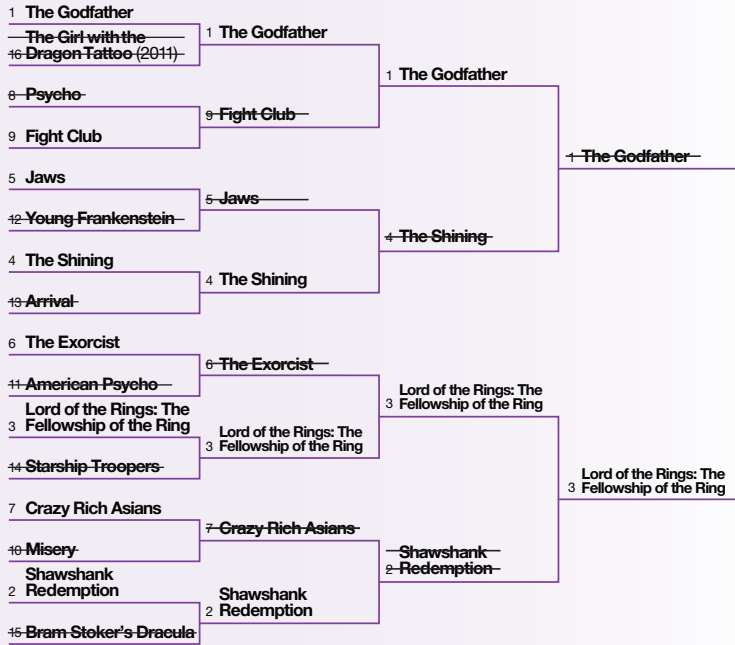 1 The Godfather
The Girl with the
16 Dragon Tattoo (2011)
8 Psycho
9 Fight Club
5 Jaws
12 Young Frankenstein
4 The Shining
13 Arrival
6 The Exorcist
11 American Psycho
Lord of the Rings: The
3 Fellowship of the Ring
14 Starship Troopers
7 Crazy Rich Asians
10 Misery
Shawshank
2 Redemption
15 Bram Stoker's Dracula
1 The Godfather
9 Fight Club
5 Jaws
4 The Shining
6 The Exorcist
Lord of the Rings: The
3 Fellowship of the Ring
7 Crazy Rich Asians
Shawshank
2 Redemption
1 The Godfather
4 The Shining
Lord of the Rings: The
3 Fellowship of the Ring
Shawshank
2 Redemption
1 The Godfather
Lord of the Rings: The
3 Fellowship of the Ring